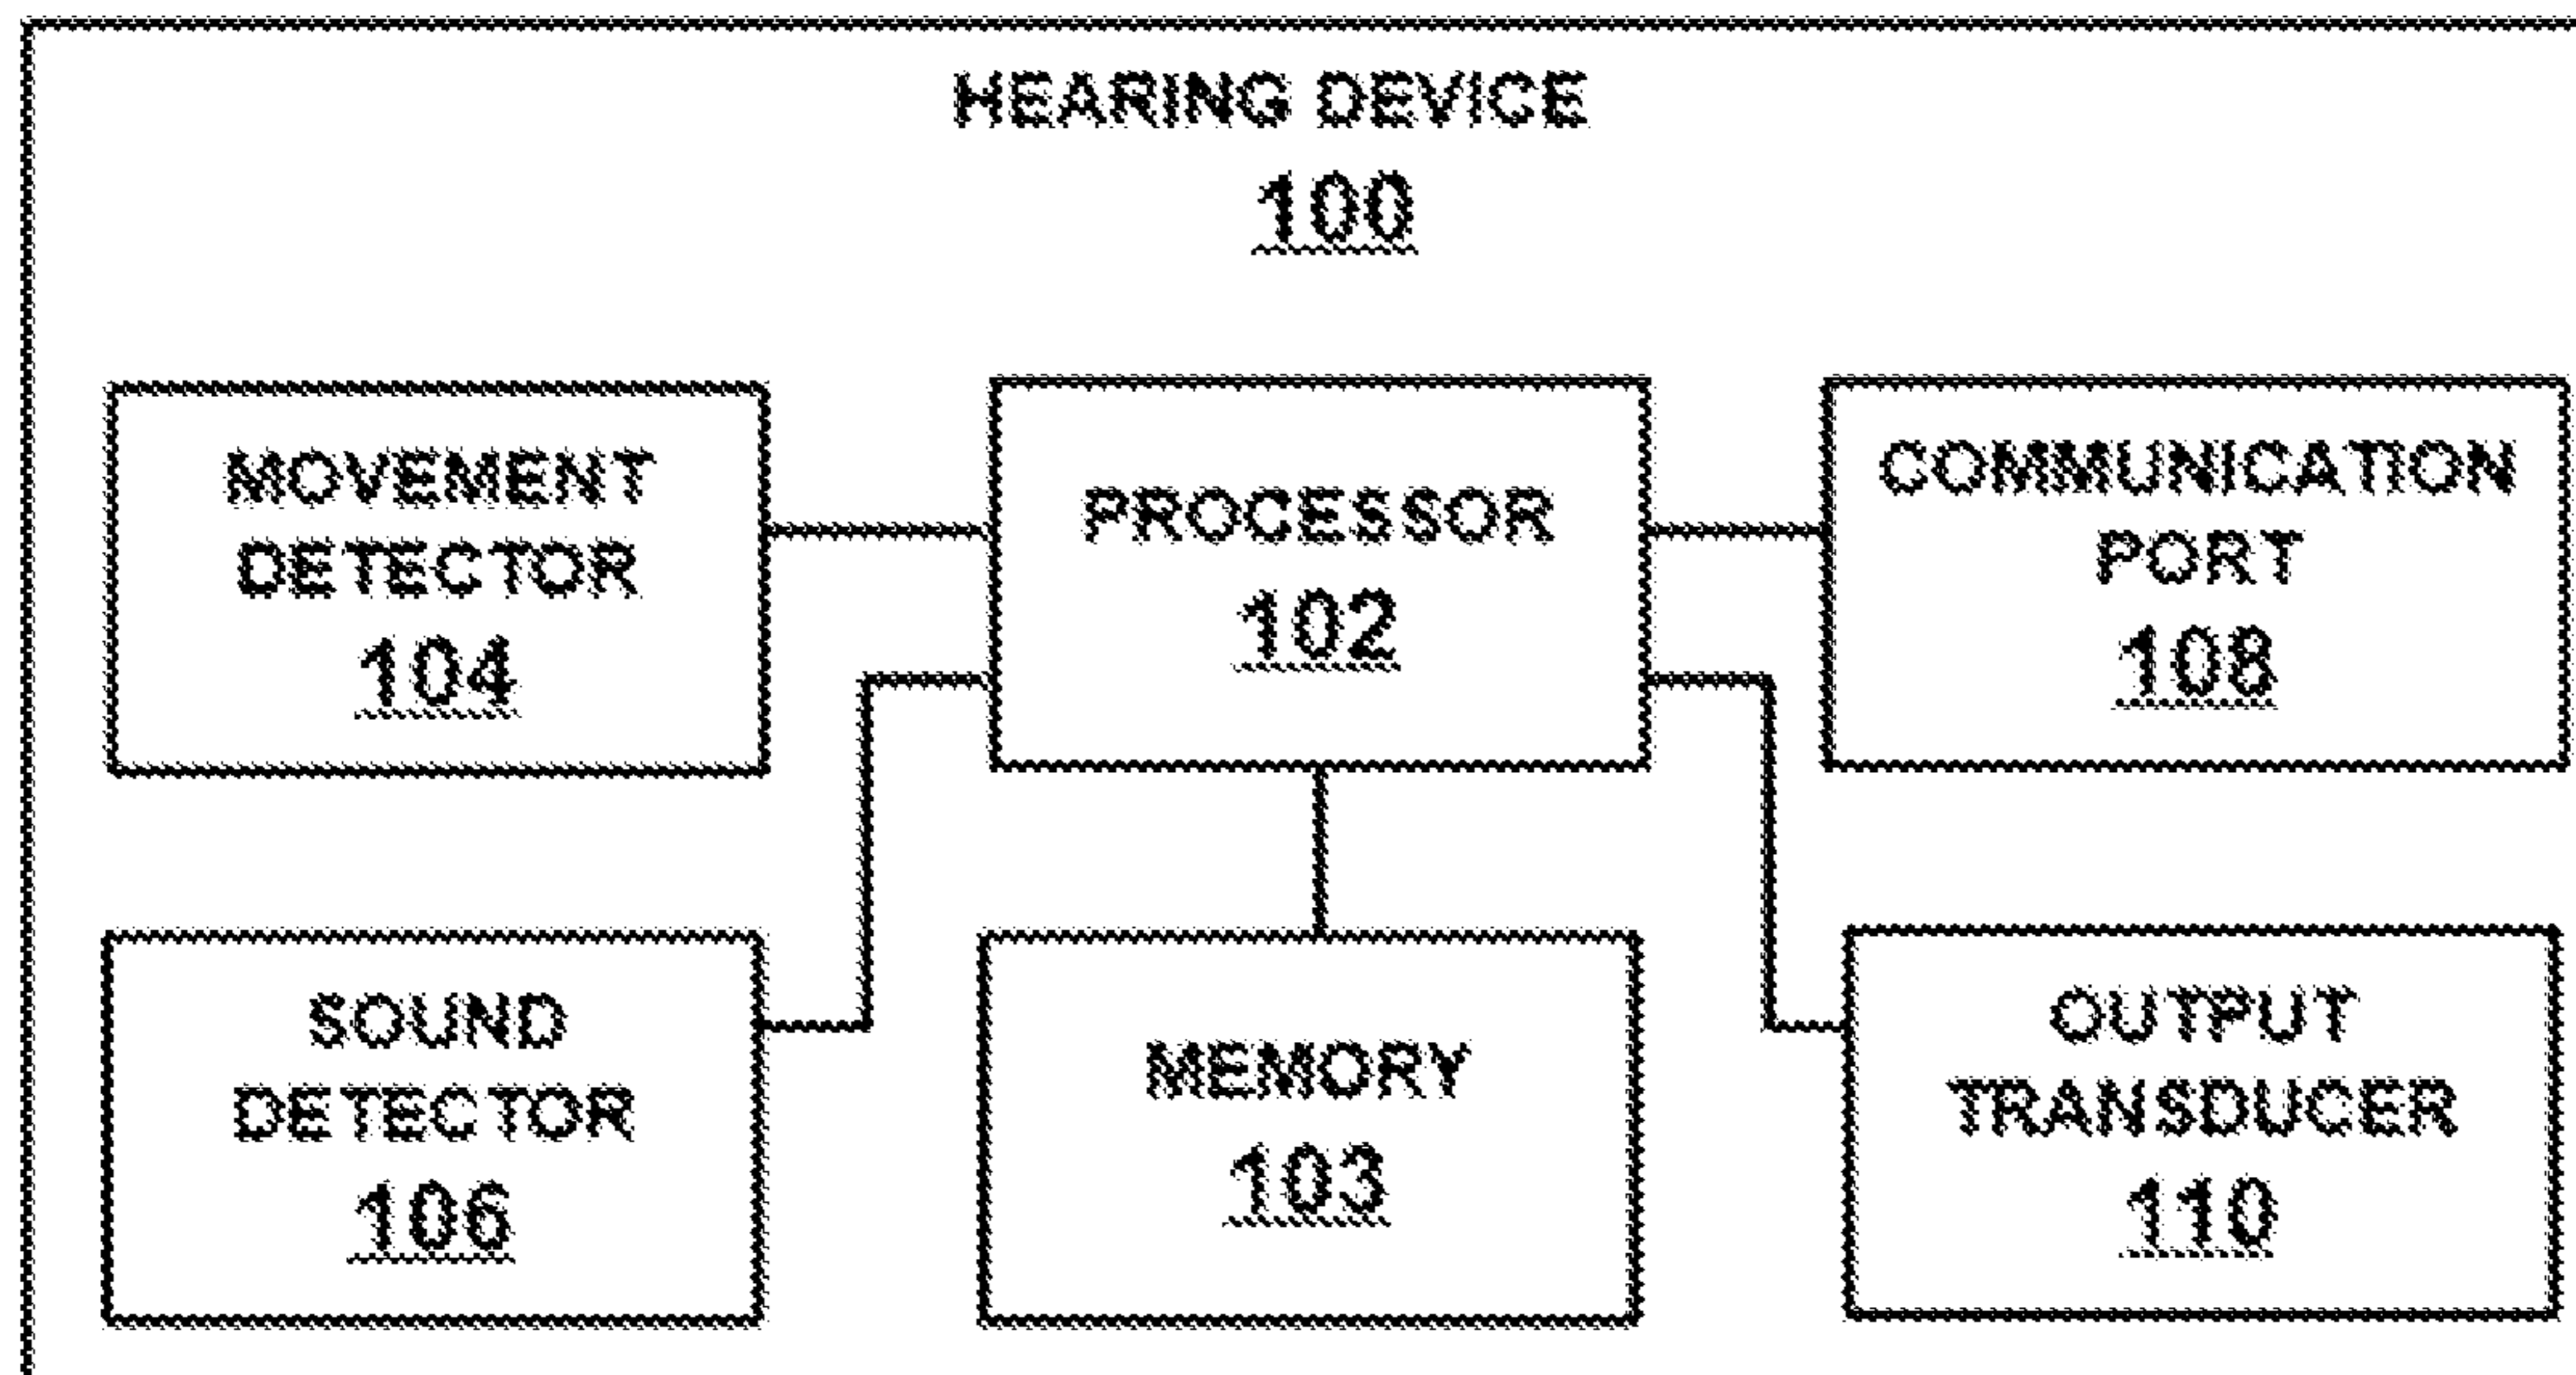 HEARING DEVICE
100
MOVEMENT
DETECTOR
104
PROCESSOR
102
COMMUNICATION
PORT
108
SOUND
DETECTOR
106
MEMORY
103
OUTPUT
TRANSDUCER
110